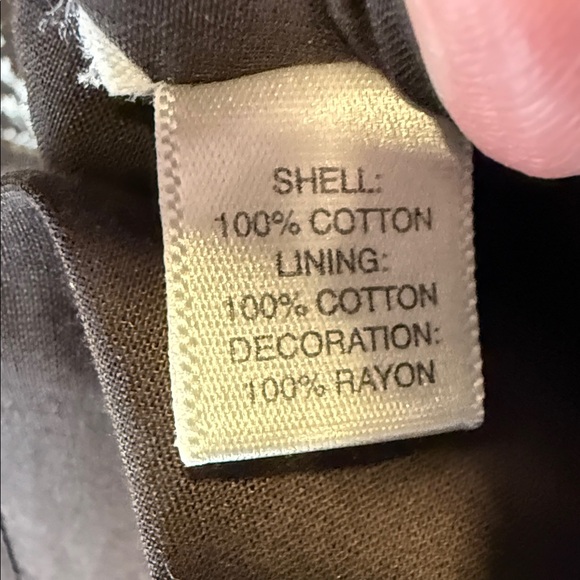 SHELL:
100% COTTON
LINING:
100% COTTON
DECORATION:
100% RAYON